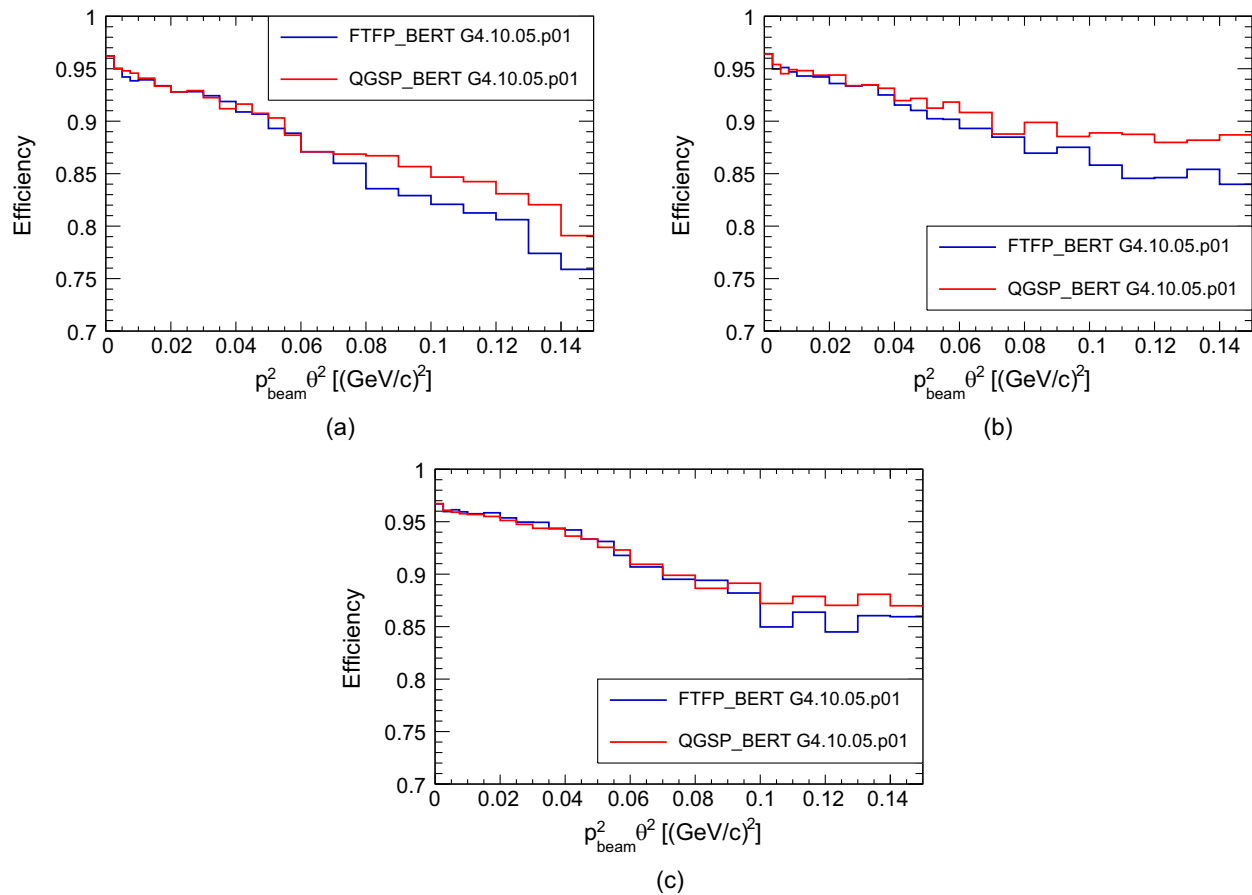 1
0.95
0.9
0.85
0.8
0.75
0.7
Efficiency
FTFP_BERT G4.10.05.p01
QGSP_BERT G4.10.05.p01
0 0.02 0.04 0.06 0.08 0.1 0.12 0.14
p²beam θ² [(GeV/c)²]
(a)
1
0.95
0.9
0.85
0.8
0.75
0.7
Efficiency
FTFP_BERT G4.10.05.p01
QGSP_BERT G4.10.05.p01
0 0.02 0.04 0.06 0.08 0.1 0.12 0.14
p²beam θ² [(GeV/c)²]
(b)
1
0.95
0.9
0.85
0.8
0.75
0.7
Efficiency
FTFP_BERT G4.10.05.p01
QGSP_BERT G4.10.05.p01
0 0.02 0.04 0.06 0.08 0.1 0.12 0.14
p²beam θ² [(GeV/c)²]
(c)